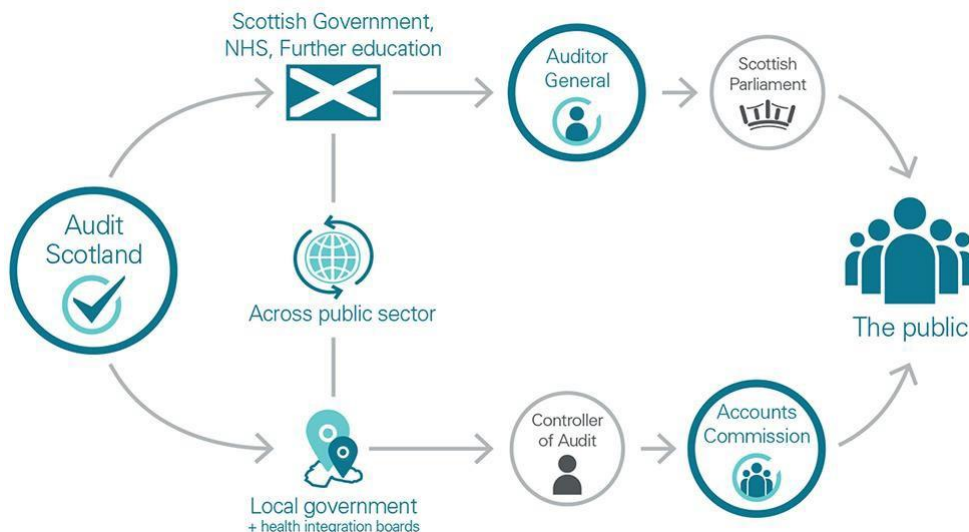 Scottish Government,
NHS, Further education
Auditor
General
Scottish
Parliament
Audit
Scotland
Across public sector
The public
Controller
of Audit
Accounts
Commission
Local government
+ health integration boards